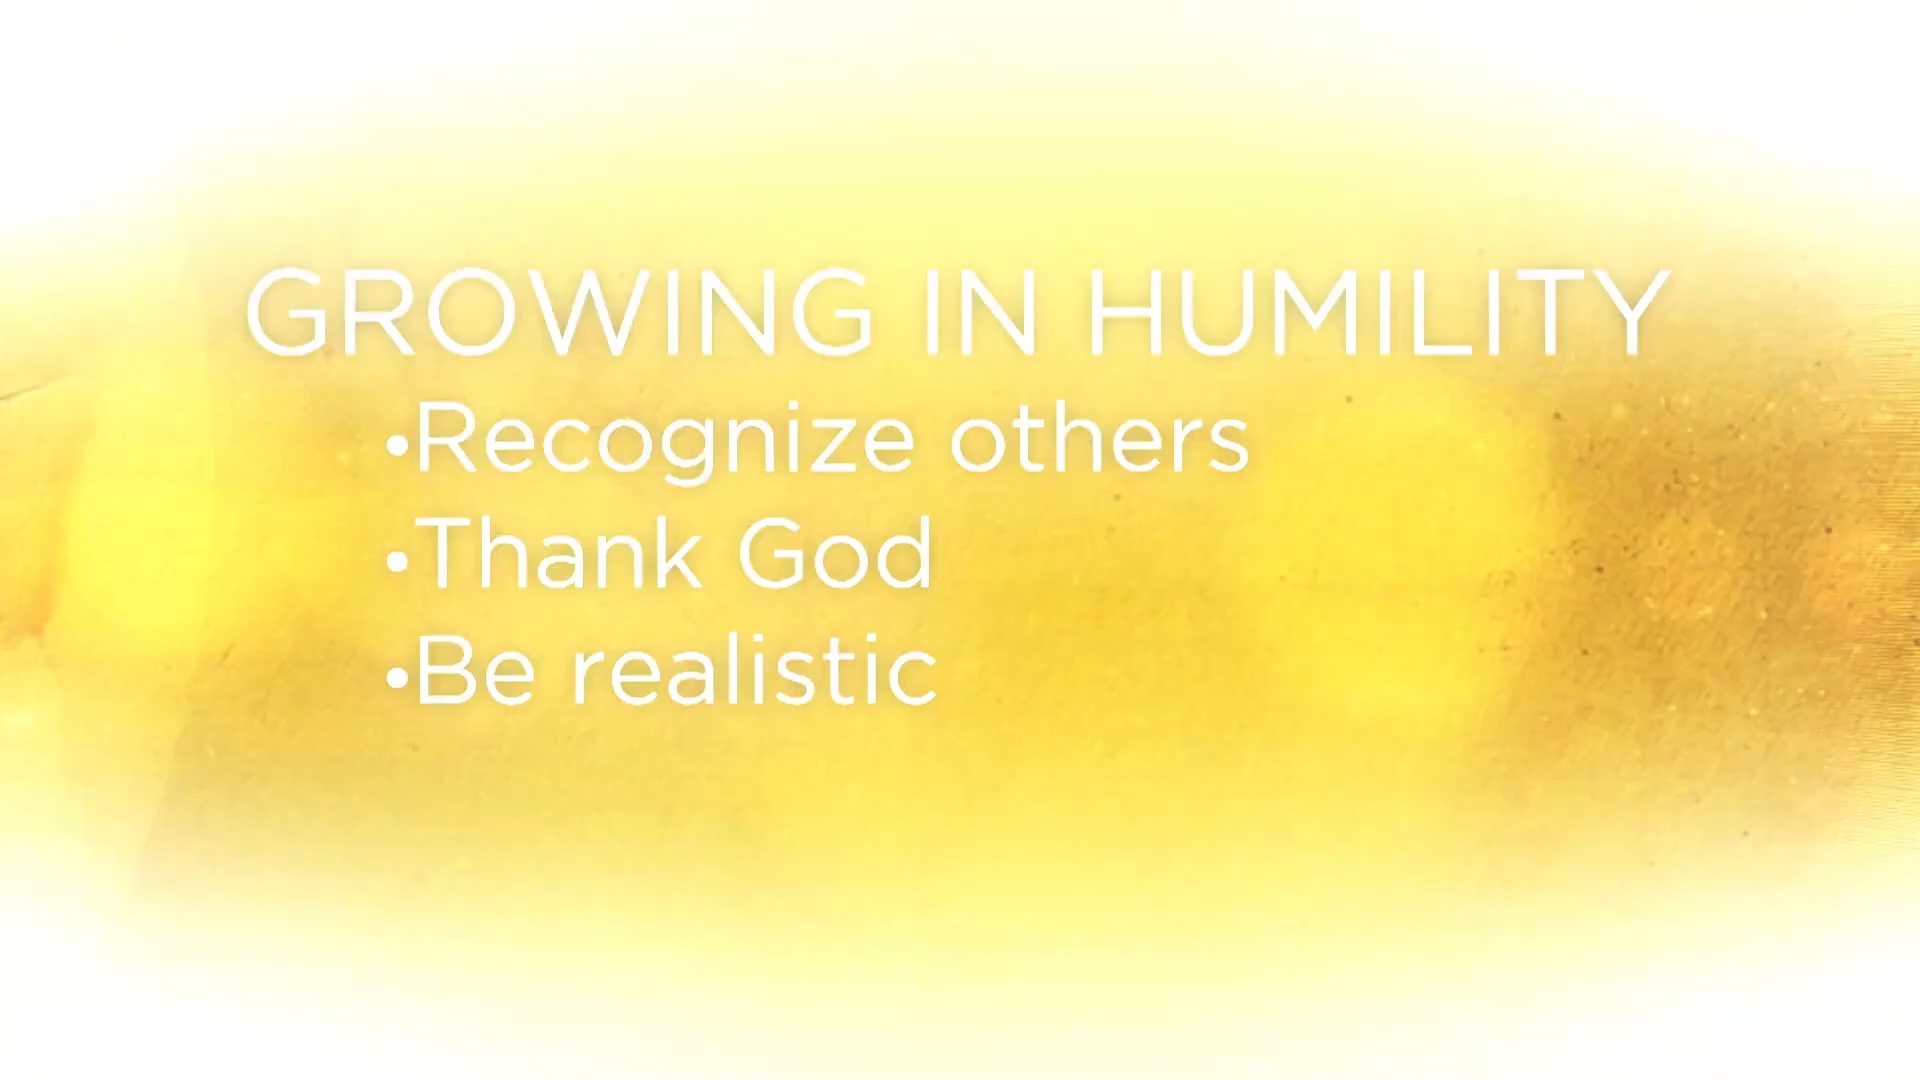 GROWING IN HUMILITY
•Recognize others
•Thank God
•Be realistic